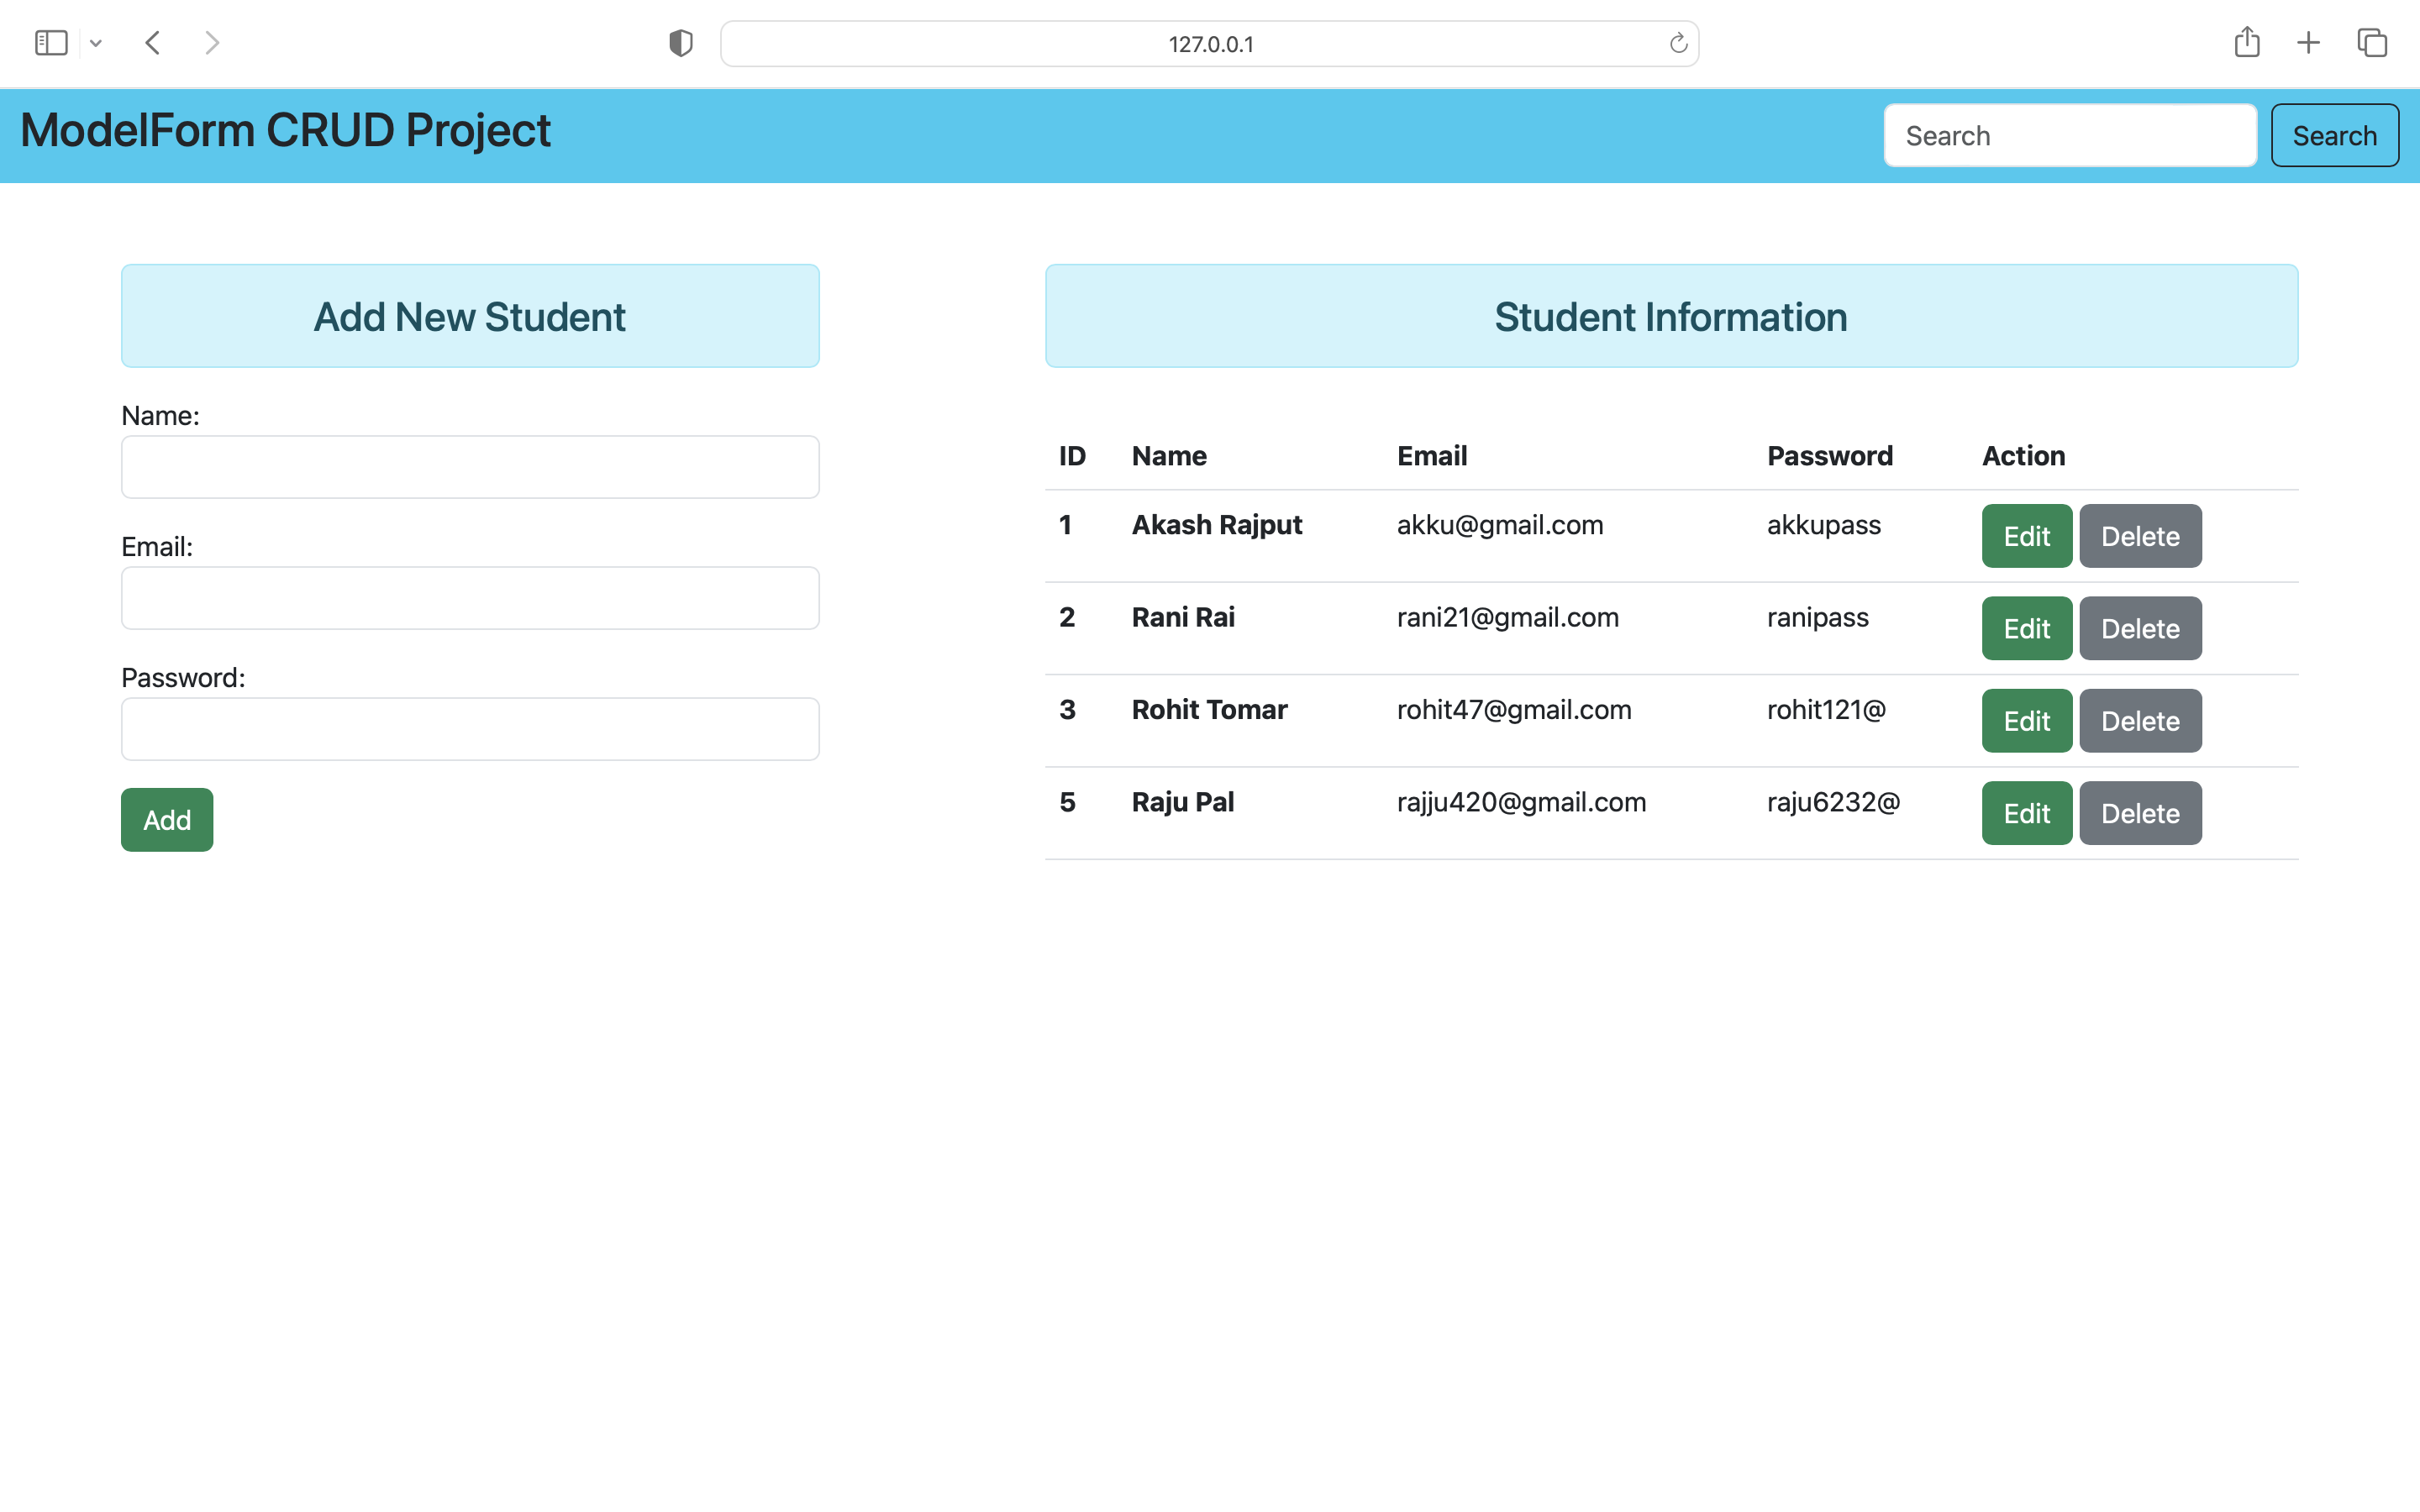 127.0.0.1
ModelForm CRUD Project
Search Search
Add New Student
Name:
Email:
Password:
Add
Student Information
ID Name Email Password Action
1 Akash Rajput akku@gmail.com akkupass Edit Delete
2 Rani Rai rani21@gmail.com ranipass Edit Delete
3 Rohit Tomar rohit47@gmail.com rohit121@ Edit Delete
5 Raju Pal rajju420@gmail.com raju6232@ Edit Delete